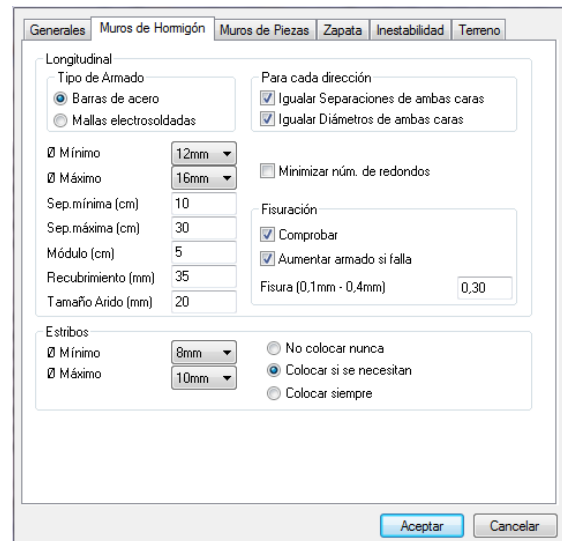 Generales Muros de Hormigón Muros de Piezas Zapata Inestabilidad Terreno
Longitudinal
Tipo de Armado
Barras de acero
Mallas electrosoldadas
Para cada dirección
Igualar Separaciones de ambas caras
Igualar Diámetros de ambas caras
Ø Mínimo 12mm
Ø Máximo 16mm
Sep.mínima (cm) 10
Sep.máxima (cm) 30
Módulo (cm) 5
Recubrimiento (mm) 35
Tamaño Arido (mm) 20
Minimizar núm. de redondos
Fisuración
Comprobar
Aumentar armado si falla
Fisura (0,1mm - 0,4mm) 0,30
Estribos
Ø Mínimo 8mm
Ø Máximo 10mm
No colocar nunca
Colocar si se necesitan
Colocar siempre
Aceptar Cancelar